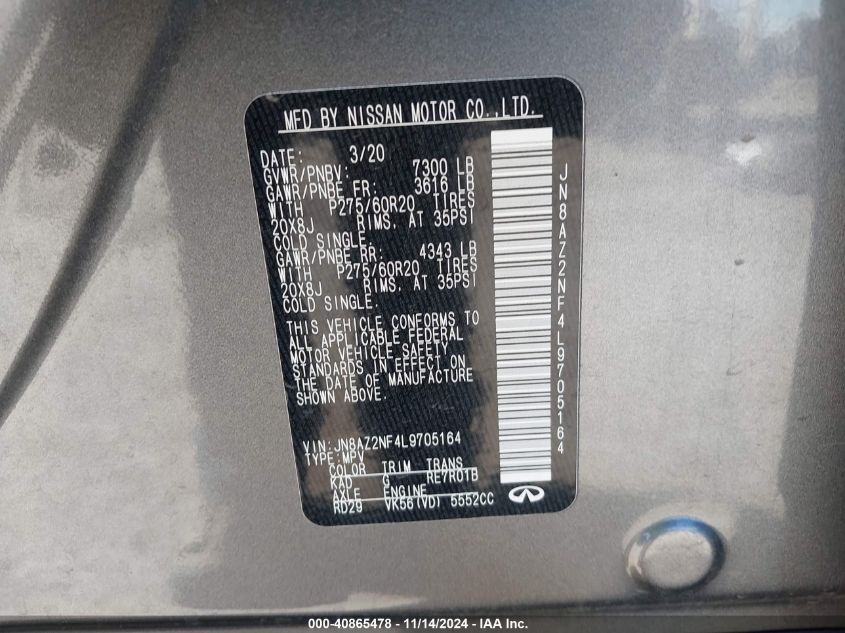 MFD BY NISSAN MOTOR CO.,LTD.
DATE: 3/20
GVWR/PNBV 7300 LB
GAWR/PNBE FR: 3616 LB
WITH P275/60R20 TIRES
20X8J RIMS, AT 35PSI
COLD SINGLE.
GAWR/PNBE RR: 4343 LB
WITH P275/60R20 TIRES
20X8J RIMS, AT 35PSI
COLD SINGLE.
THIS VEHICLE CONFORMS TO
ALL APPLICABLE FEDERAL
MOTOR VEHICLE SAFETY
STANDARDS IN EFFECT ON
THE DATE OF MANUFACTURE
SHOWN ABOVE.
VIN:JN8AZ2NF4L9705164
TYPE:MPV
COLOR TRIM TRANS
KAD G RE7R01B
AXLE ENGINE
RD29 VK56(VD) 5552CC
JN8AZ2NF4L9705164
000-40865478 - 11/14/2024 - IAA Inc.